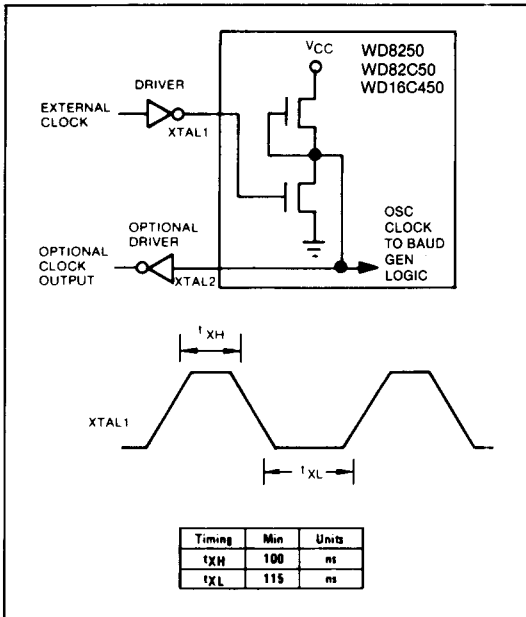 VCC
WD8250
WD82C50
WD16C450
DRIVER
EXTERNAL
CLOCK
XTAL1
OPTIONAL
DRIVER
OPTIONAL
CLOCK
OUTPUT
XTAL2
OSC
CLOCK
TO BAUD
GEN
LOGIC
tXH
XTAL1
tXL
Timing Min Units
tXH 100 ns
tXL 115 ns